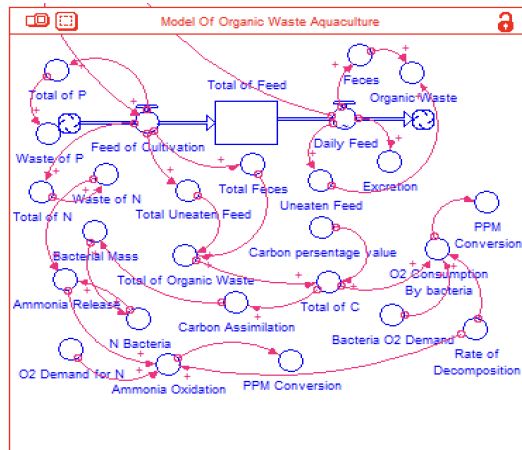 Model Of Organic Waste Aquaculture
Total of P
Total of Feed
Feces
Organic Waste
Waste of P
Feed of Cultivation
Daily Feed
Total Feces
Excretion
Waste of N
Total of N
Total Uneaten Feed
Uneaten Feed
PPM
Conversion
Bacterial Mass
Carbon percentage value
Total of Organic Waste
O2 Consumption
By bacteria
Ammonia Release
Total of C
Carbon Assimilation
N Bacteria
Bacteria O2 Demand
Rate of
Decomposition
O2 Demand for N
Ammonia Oxidation
PPM Conversion